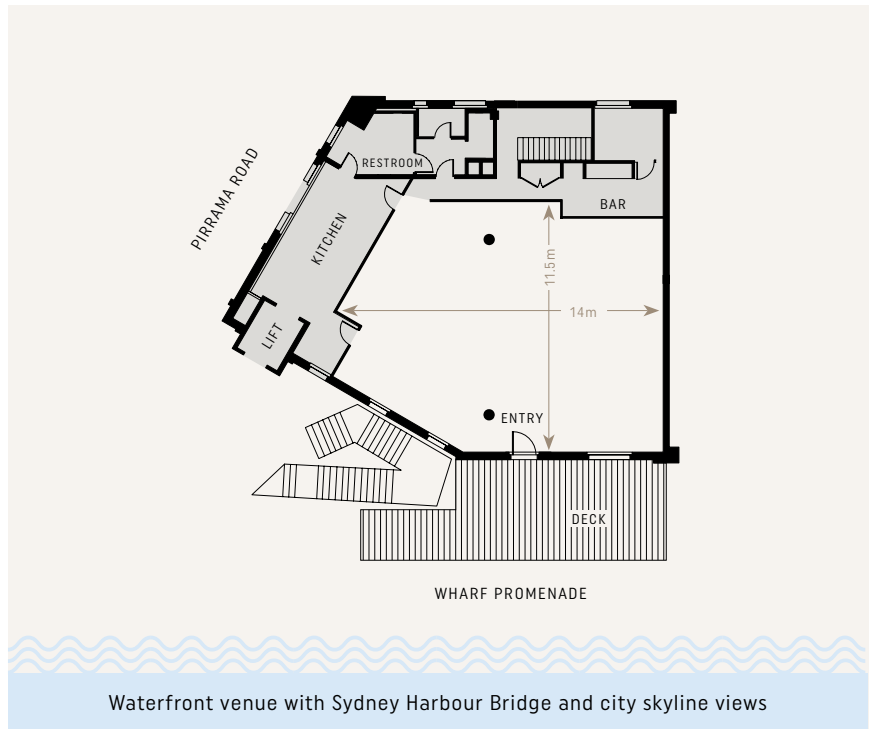 PIRRAMA ROAD
RESTROOM
KITCHEN
BAR
11.5m
14m
LIFT
ENTRY
DECK
WHARF PROMENADE
Waterfront venue with Sydney Harbour Bridge and city skyline views